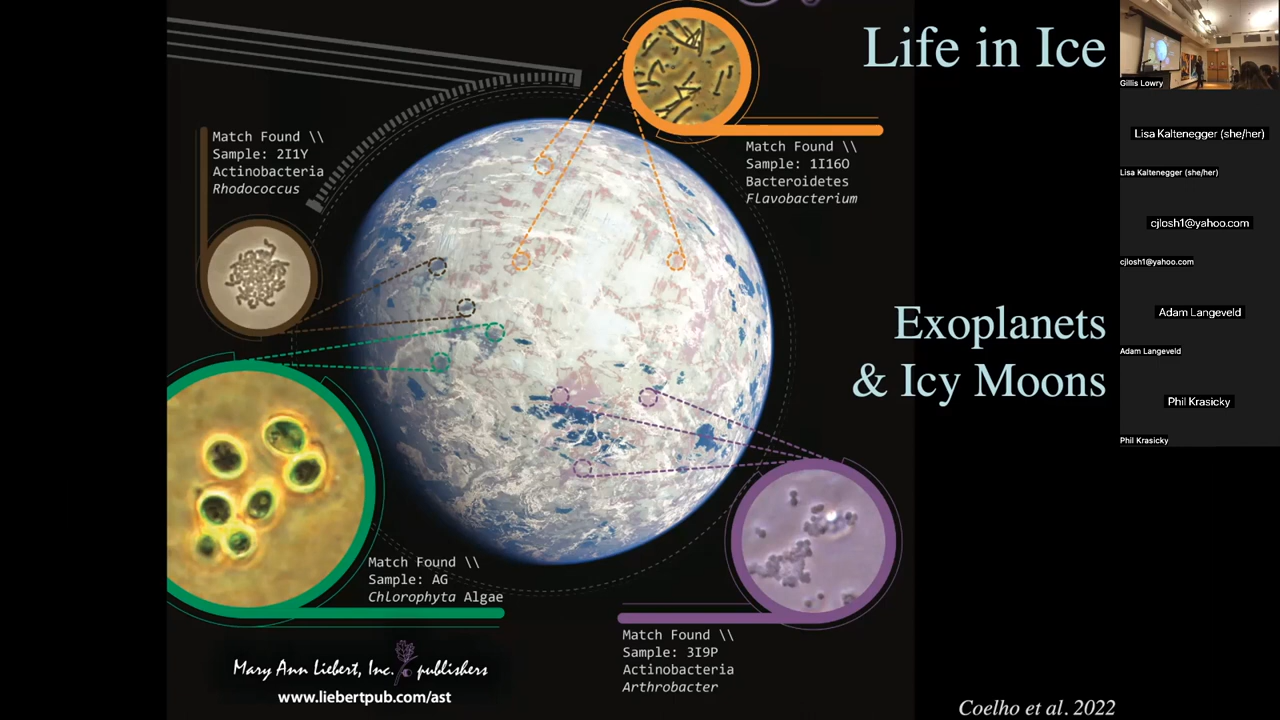 Life in Ice
Match Found \\
Sample: 2I1Y
Actinobacteria
Rhodococcus
Match Found \\
Sample: 1I16O
Bacteroidetes
Flavobacterium
Exoplanets
& Icy Moons
Match Found \\
Sample: AG
Chlorophyta Algae
Match Found \\
Sample: 3I9P
Actinobacteria
Arthrobacter
Mary Ann Liebert, Inc. publishers
www.liebertpub.com/ast
Coelho et al. 2022
Gillis Lowry
Lisa Kaltenegger (she/her)
Lisa Kaltenegger (she/her)
cjlosh1@yahoo.com
cjlosh1@yahoo.com
Adam Langeveld
Adam Langeveld
Phil Krasicky
Phil Krasicky